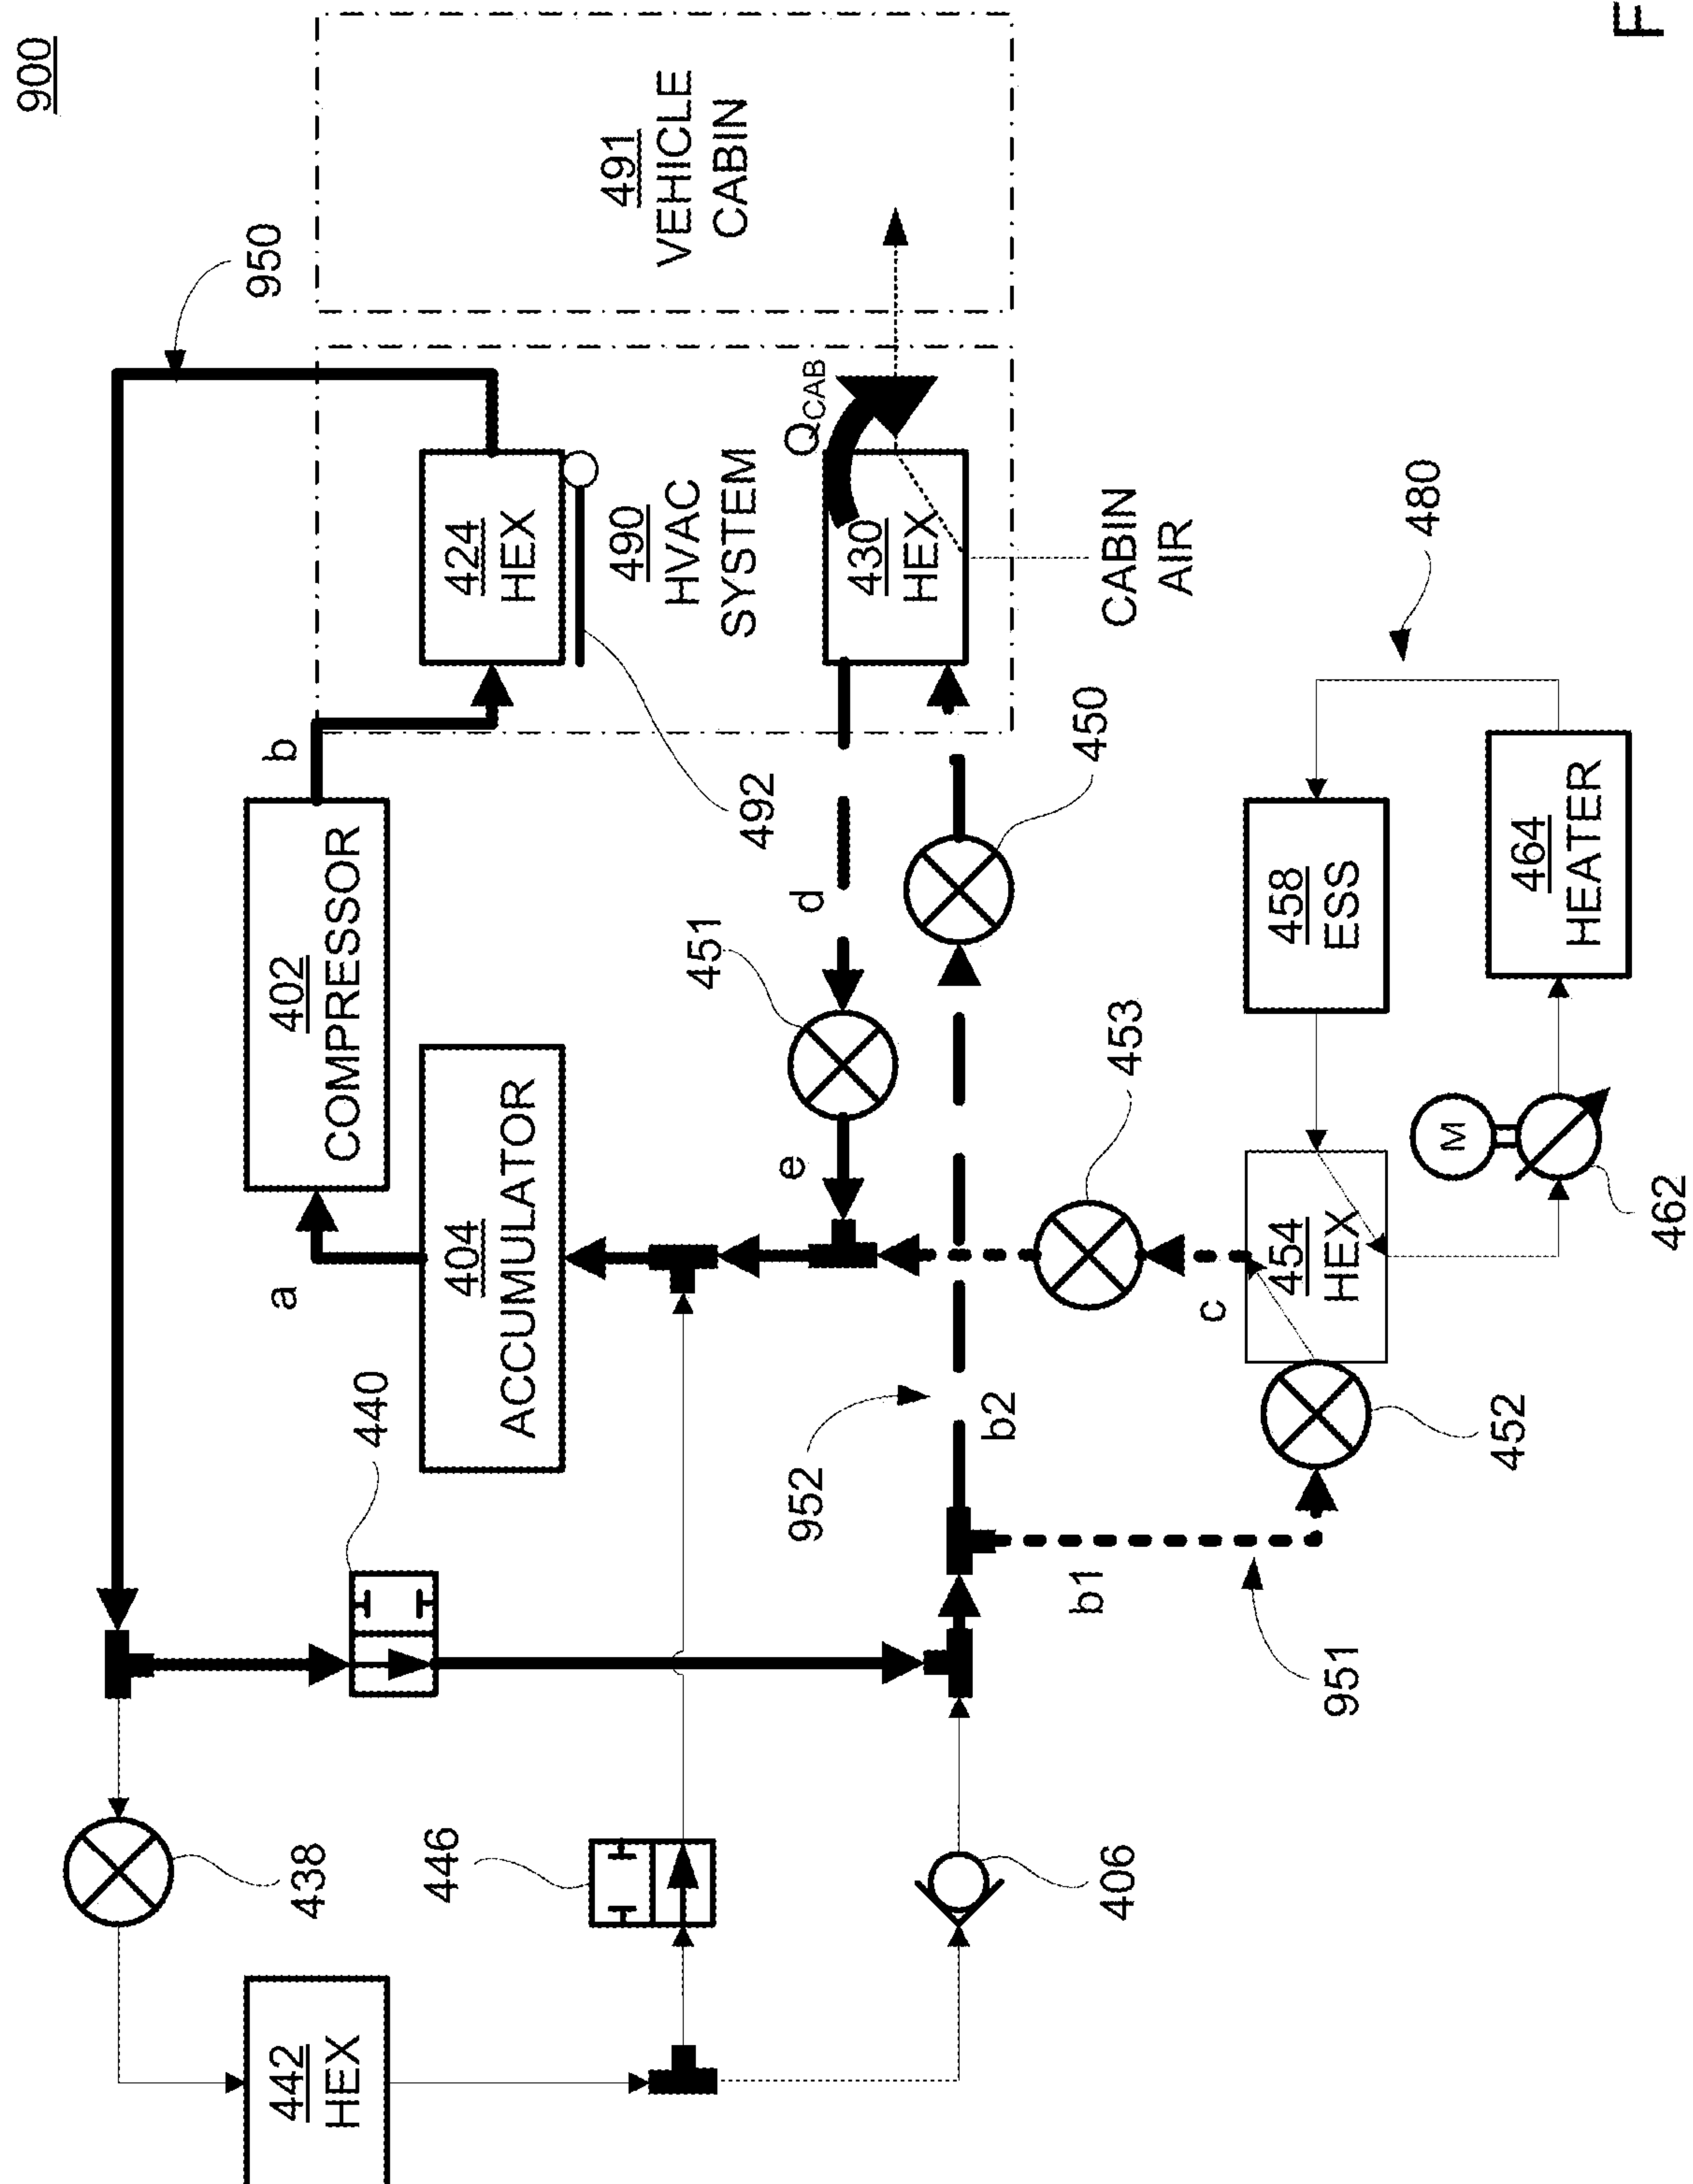 900
950
491
VEHICLE
CABIN
b
424
HEX
402
COMPRESSOR
492
490
HVAC
SYSTEM
QCAB
430
HEX
CABIN
AIR
a
404
ACCUMULATOR
451
d
e
450
440
453
480
438
446
952
b2
b1
951
c
454
HEX
452
458
ESS
464
HEATER
M
462
442
HEX
406
F